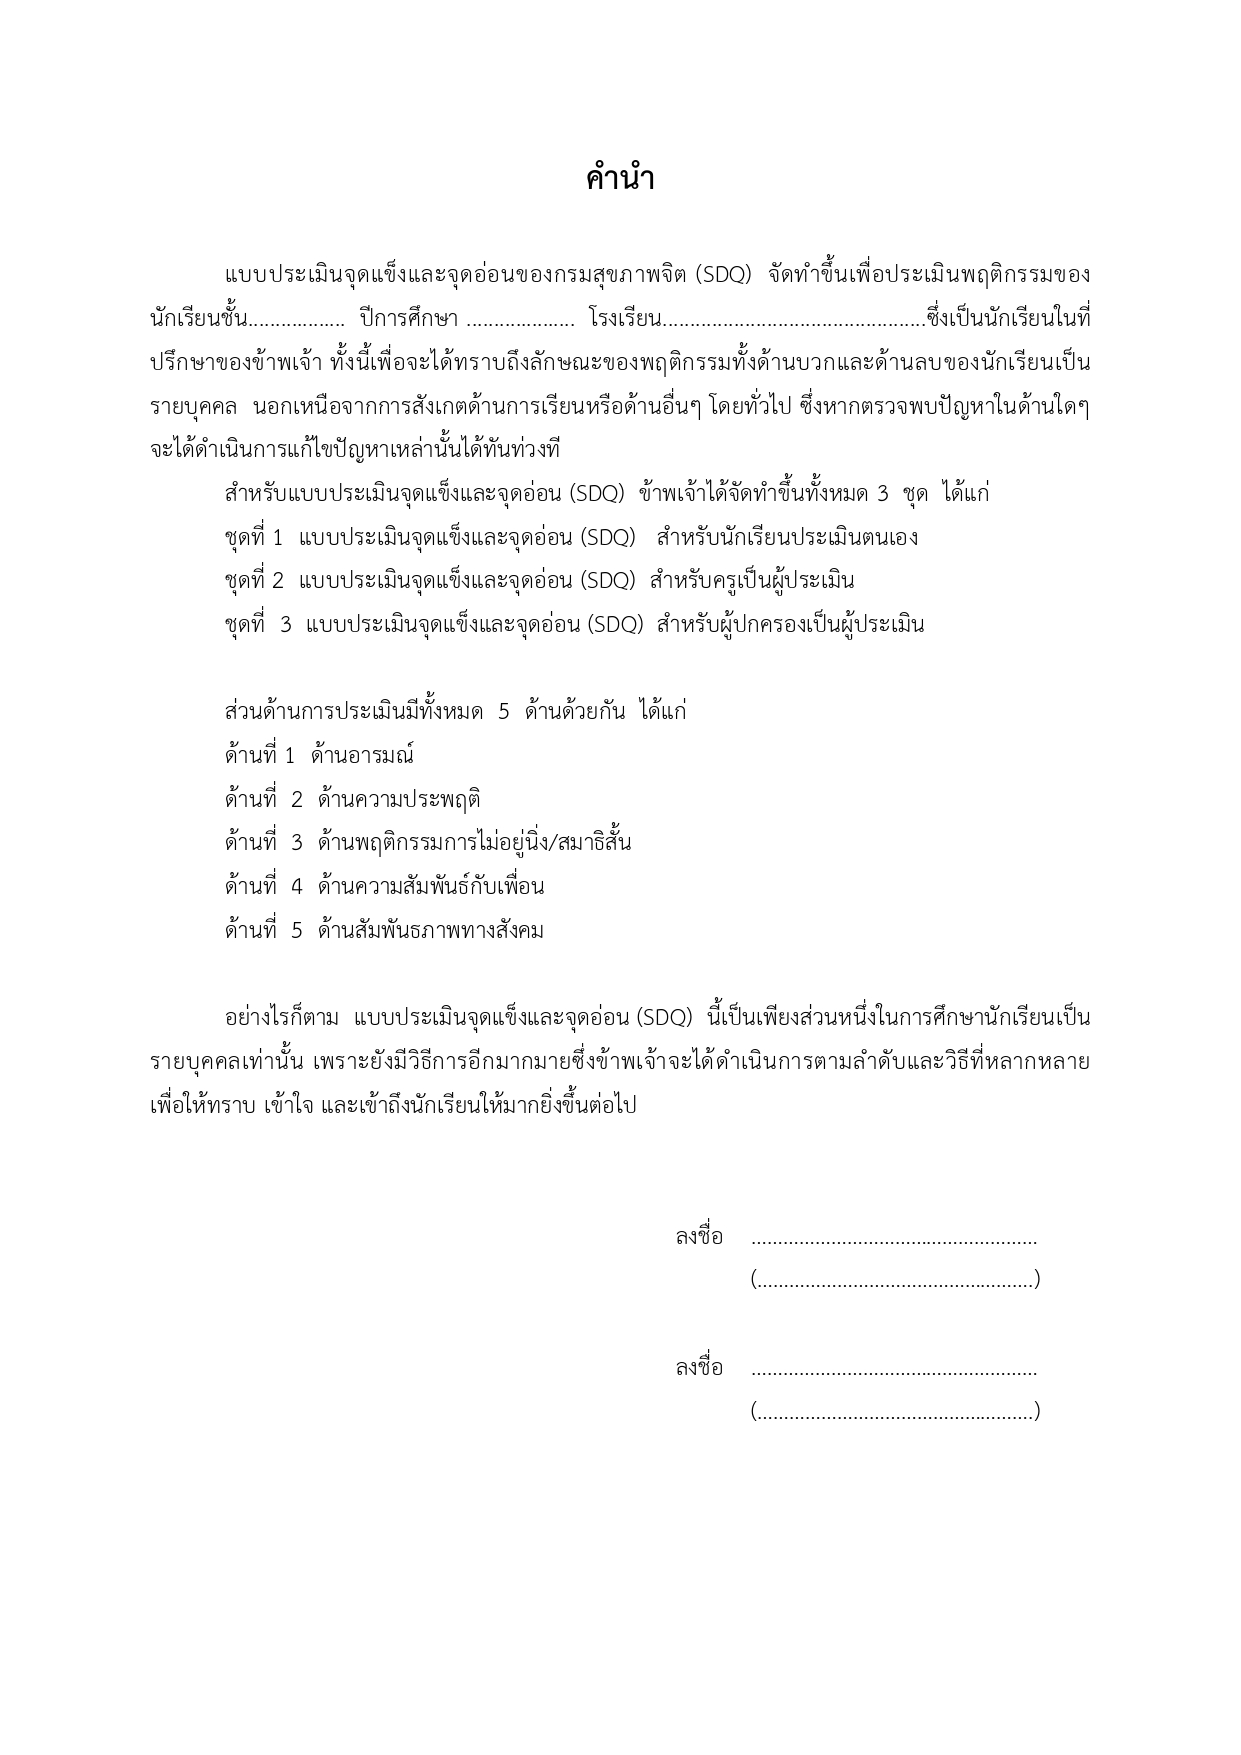 คำนำ
แบบประเมินจุดแข็งและจุดอ่อนของกรมสุขภาพจิต (SDQ)  จัดทำขึ้นเพื่อประเมินพฤติกรรมของ
นักเรียนชั้น.................. ปีการศึกษา .................... โรงเรียน................................................ซึ่งเป็นนักเรียนในที่
ปรึกษาของข้าพเจ้า ทั้งนี้เพื่อจะได้ทราบถึงลักษณะของพฤติกรรมทั้งด้านบวกและด้านลบของนักเรียนเป็น
รายบุคคล  นอกเหนือจากการสังเกตด้านการเรียนหรือด้านอื่นๆ โดยทั่วไป ซึ่งหากตรวจพบปัญหาในด้านใดๆ
จะได้ดำเนินการแก้ไขปัญหาเหล่านั้นได้ทันท่วงที
สำหรับแบบประเมินจุดแข็งและจุดอ่อน (SDQ)  ข้าพเจ้าได้จัดทำขึ้นทั้งหมด 3  ชุด  ได้แก่
ชุดที่ 1  แบบประเมินจุดแข็งและจุดอ่อน (SDQ)   สำหรับนักเรียนประเมินตนเอง
ชุดที่ 2  แบบประเมินจุดแข็งและจุดอ่อน (SDQ)  สำหรับครูเป็นผู้ประเมิน
ชุดที่  3  แบบประเมินจุดแข็งและจุดอ่อน (SDQ)  สำหรับผู้ปกครองเป็นผู้ประเมิน
ส่วนด้านการประเมินมีทั้งหมด  5  ด้านด้วยกัน  ได้แก่
ด้านที่ 1  ด้านอารมณ์
ด้านที่  2  ด้านความประพฤติ
ด้านที่  3  ด้านพฤติกรรมการไม่อยู่นิ่ง/สมาธิสั้น
ด้านที่  4  ด้านความสัมพันธ์กับเพื่อน
ด้านที่  5  ด้านสัมพันธภาพทางสังคม
อย่างไรก็ตาม  แบบประเมินจุดแข็งและจุดอ่อน (SDQ)  นี้เป็นเพียงส่วนหนึ่งในการศึกษานักเรียนเป็น
รายบุคคลเท่านั้น เพราะยังมีวิธีการอีกมากมายซึ่งข้าพเจ้าจะได้ดำเนินการตามลำดับและวิธีที่หลากหลาย
เพื่อให้ทราบ เข้าใจ และเข้าถึงนักเรียนให้มากยิ่งขึ้นต่อไป
ลงชื่อ ......................................................
(....................................................)
ลงชื่อ ......................................................
(....................................................)